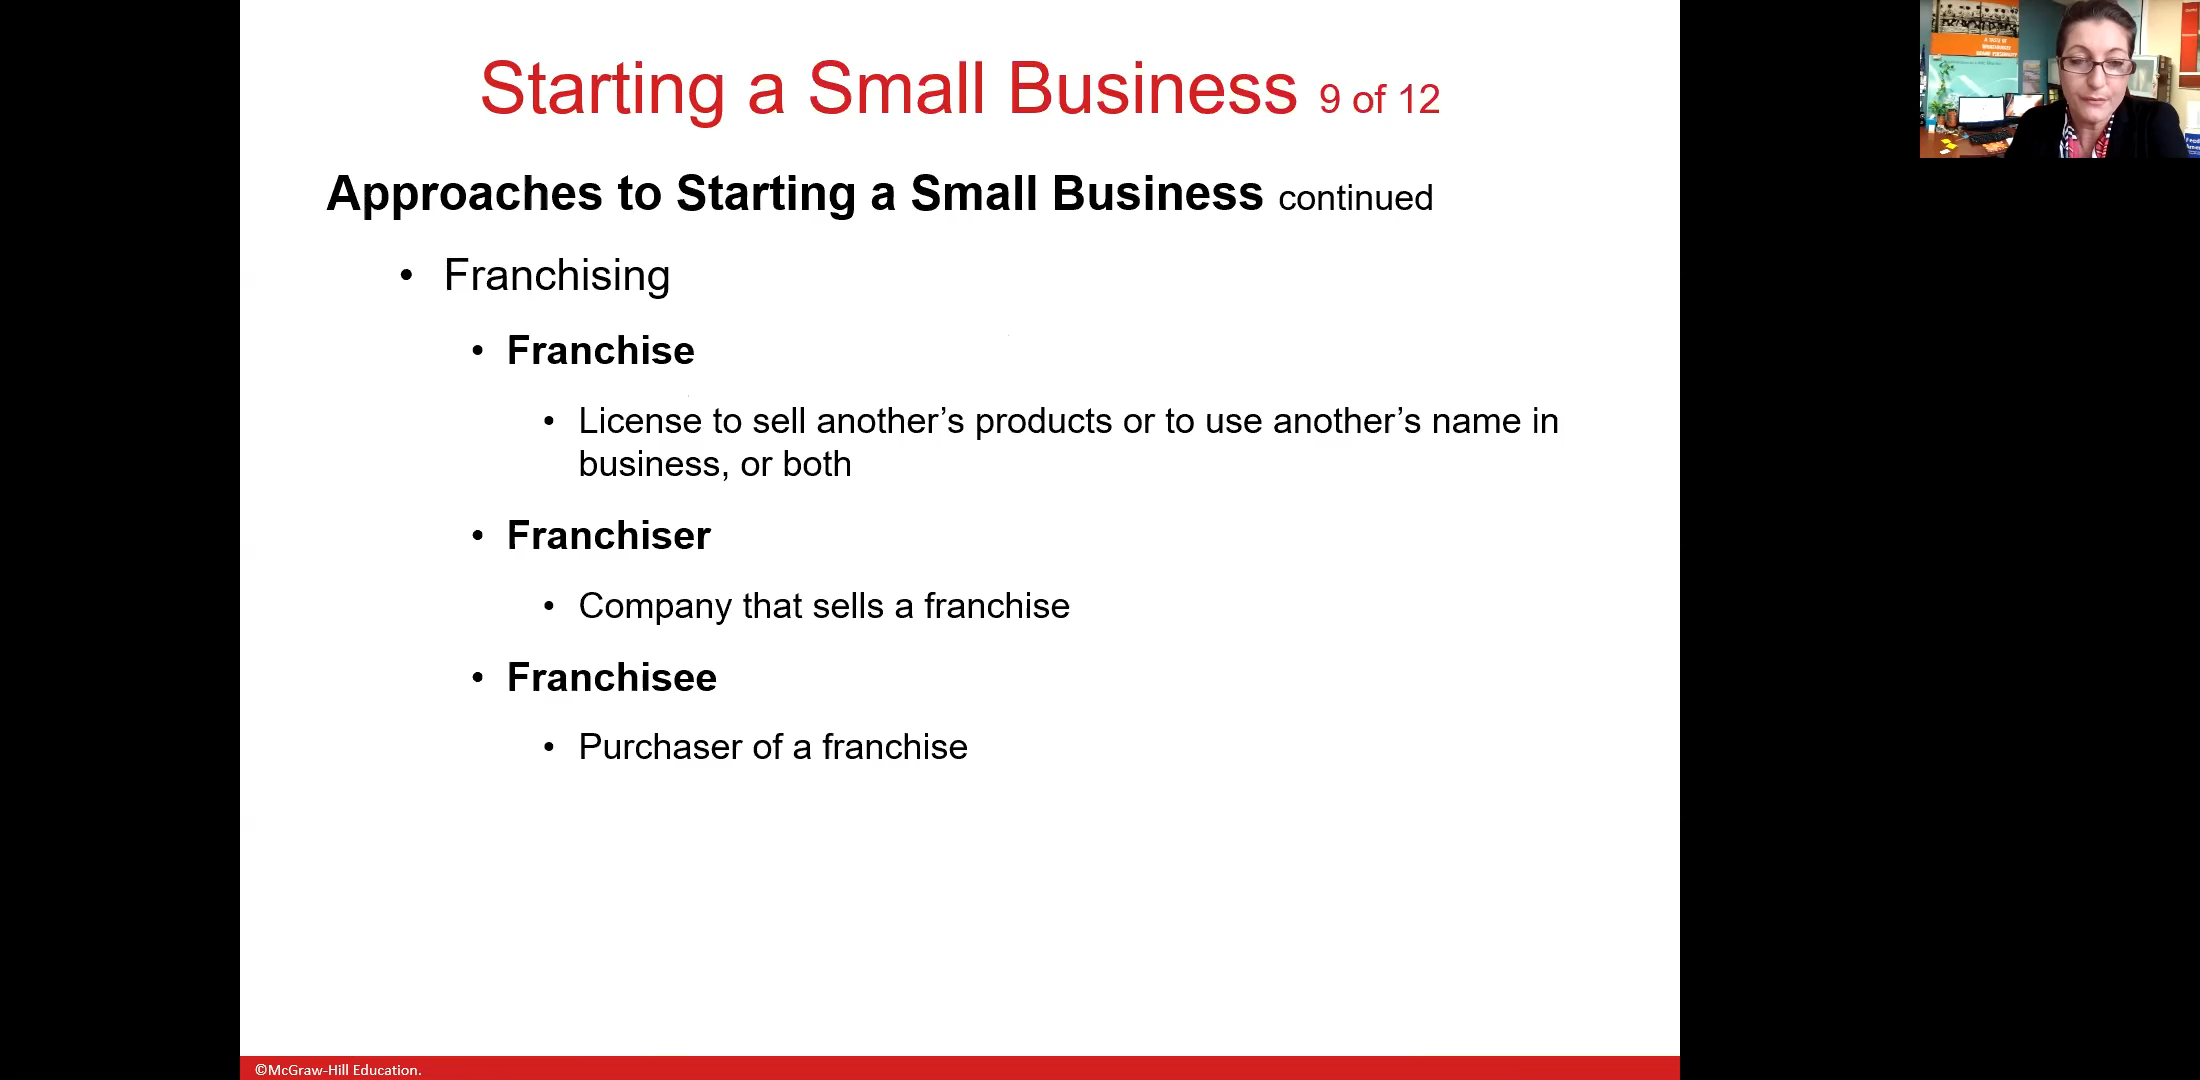 Starting a Small Business 9 of 12
Approaches to Starting a Small Business continued
• Franchising
• Franchise
• License to sell another’s products or to use another’s name in
business, or both
• Franchiser
• Company that sells a franchise
• Franchisee
• Purchaser of a franchise
©McGraw-Hill Education.